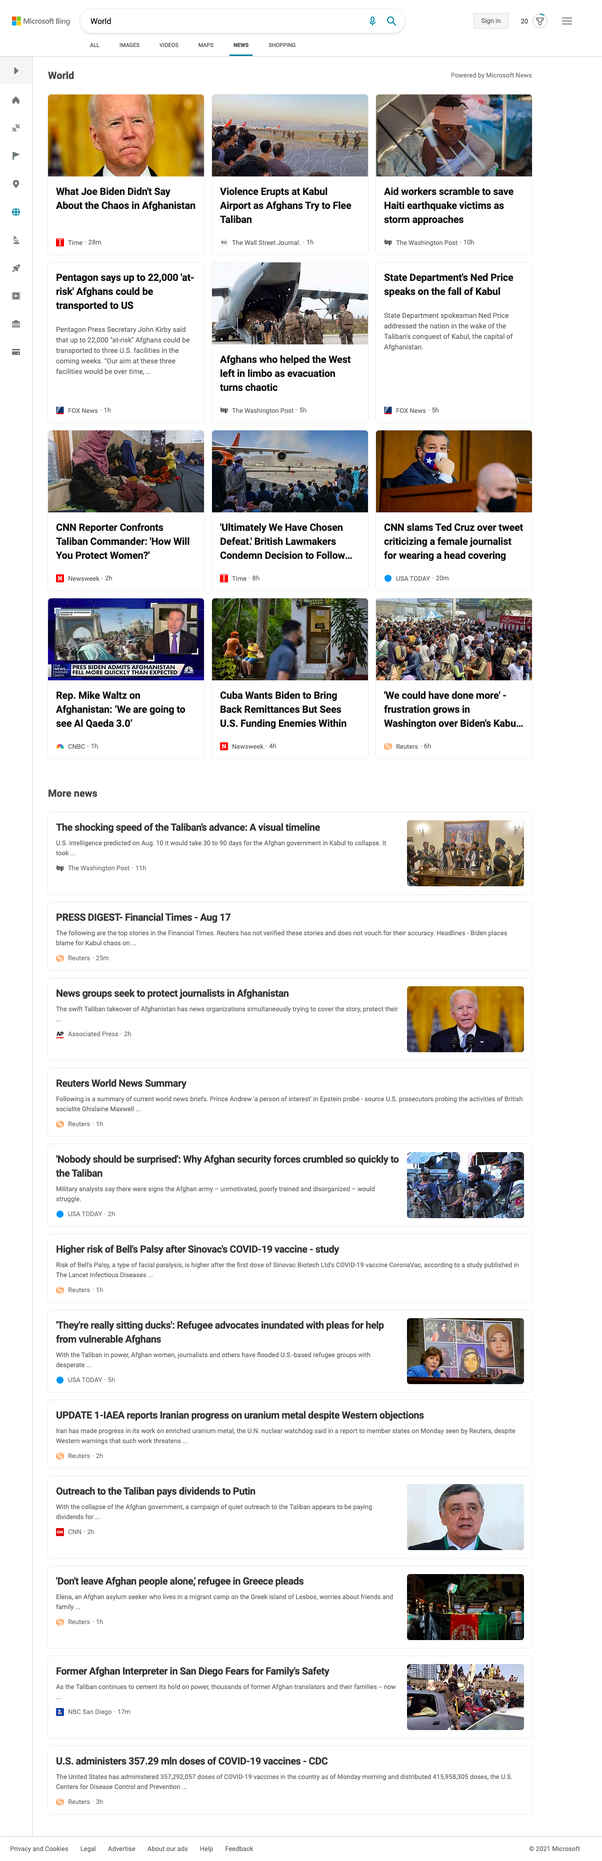 Microsoft Bing
World
Sign in
20
ALL
IMAGES
VIDEOS
MAPS
NEWS
SHOPPING
World
Powered by Microsoft News
What Joe Biden Didn't Say
About the Chaos in Afghanistan
Time · 28m
Violence Erupts at Kabul
Airport as Afghans Try to Flee
Taliban
WSJ The Wall Street Journal. · 1h
Aid workers scramble to save
Haiti earthquake victims as
storm approaches
wp The Washington Post · 10h
Pentagon says up to 22,000 'at-
risk' Afghans could be
transported to US
Pentagon Press Secretary John Kirby said
that up to 22,000 "at-risk" Afghans could be
transported to three U.S. facilities in the
coming weeks. "Our aim at these three
facilities would be over time, ...
FOX News · 1h
Afghans who helped the West
left in limbo as evacuation
turns chaotic
wp The Washington Post · 5h
State Department's Ned Price
speaks on the fall of Kabul
State Department spokesman Ned Price
addressed the nation in the wake of the
Taliban's conquest of Kabul, the capital of
Afghanistan.
FOX News · 5h
CNN Reporter Confronts
Taliban Commander: 'How Will
You Protect Women?'
N Newsweek · 2h
'Ultimately We Have Chosen
Defeat.' British Lawmakers
Condemn Decision to Follow...
Time · 8h
CNN slams Ted Cruz over tweet
criticizing a female journalist
for wearing a head covering
USA TODAY · 20m
PRES BIDEN ADMITS AFGHANISTAN
FELL MORE QUICKLY THAN EXPECTED
Rep. Mike Waltz on
Afghanistan: 'We are going to
see Al Qaeda 3.0'
CNBC · 1h
Cuba Wants Biden to Bring
Back Remittances But Sees
U.S. Funding Enemies Within
N Newsweek · 4h
'We could have done more' -
frustration grows in
Washington over Biden's Kabu...
Reuters · 6h
More news
The shocking speed of the Taliban's advance: A visual timeline
U.S. intelligence predicted on Aug. 10 it would take 30 to 90 days for the Afghan government in Kabul to collapse. It
took ...
wp The Washington Post · 11h
PRESS DIGEST- Financial Times - Aug 17
The following are the top stories in the Financial Times. Reuters has not verified these stories and does not vouch for their accuracy. Headlines - Biden places
blame for Kabul chaos on ...
Reuters · 25m
News groups seek to protect journalists in Afghanistan
The swift Taliban takeover of Afghanistan has news organizations simultaneously trying to cover the story, protect their
...
AP Associated Press · 2h
Reuters World News Summary
Following is a summary of current world news briefs. Prince Andrew 'a person of interest' in Epstein probe - source U.S. prosecutors probing the activities of British
socialite Ghislaine Maxwell ...
Reuters · 1h
'Nobody should be surprised': Why Afghan security forces crumbled so quickly to
the Taliban
Military analysts say there were signs the Afghan army – unmotivated, poorly trained and disorganized – would
struggle.
USA TODAY · 2h
Higher risk of Bell's Palsy after Sinovac's COVID-19 vaccine - study
Risk of Bell's Palsy, a type of facial paralysis, is higher after the first dose of Sinovac Biotech Ltd's COVID-19 vaccine CoronaVac, according to a study published in
The Lancet Infectious Diseases ...
Reuters · 1h
'They're really sitting ducks': Refugee advocates inundated with pleas for help
from vulnerable Afghans
With the Taliban in power, Afghan women, journalists and others have flooded U.S.-based refugee groups with
desperate ...
USA TODAY · 5h
UPDATE 1-IAEA reports Iranian progress on uranium metal despite Western objections
Iran has made progress in its work on enriched uranium metal, the U.N. nuclear watchdog said in a report to member states on Monday seen by Reuters, despite
Western warnings that such work threatens ...
Reuters · 2h
Outreach to the Taliban pays dividends to Putin
With the collapse of the Afghan government, a campaign of quiet outreach to the Taliban appears to be paying
dividends for ...
CNN CNN · 2h
'Don't leave Afghan people alone,' refugee in Greece pleads
Elena, an Afghan asylum seeker who lives in a migrant camp on the Greek island of Lesbos, worries about friends and
family ...
Reuters · 1h
Former Afghan Interpreter in San Diego Fears for Family's Safety
As the Taliban continues to cement its hold on power, thousands of former Afghan translators and their families – now
...
NBC San Diego · 17m
U.S. administers 357.29 mln doses of COVID-19 vaccines - CDC
The United States has administered 357,292,057 doses of COVID-19 vaccines in the country as of Monday morning and distributed 415,958,305 doses, the U.S.
Centers for Disease Control and Prevention ...
Reuters · 3h
Privacy and Cookies
Legal
Advertise
About our ads
Help
Feedback
© 2021 Microsoft